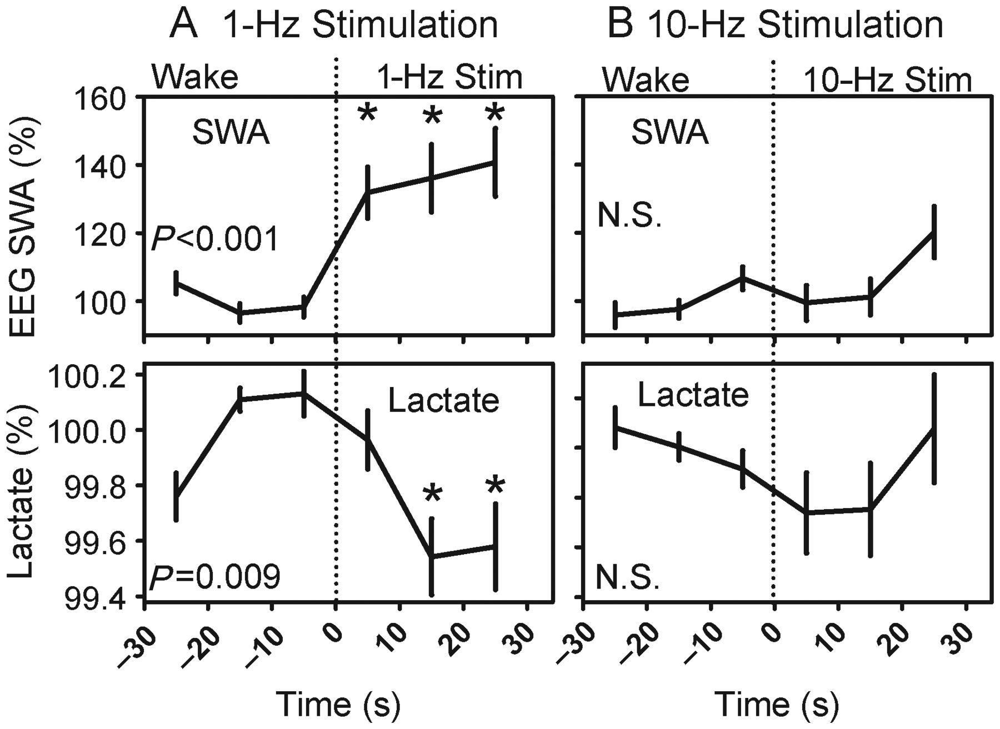 A 1-Hz Stimulation
B 10-Hz Stimulation
Wake
1-Hz Stim
Wake
10-Hz Stim
EEG SWA (%)
160
140
120
100
SWA
* * *
P<0.001
SWA
N.S.
Lactate (%)
100.2
100.0
99.8
99.6
99.4
Lactate
* *
P=0.009
Lactate
N.S.
–30 –20 –10 0 10 20 30
–30 –20 –10 0 10 20 30
Time (s)
Time (s)